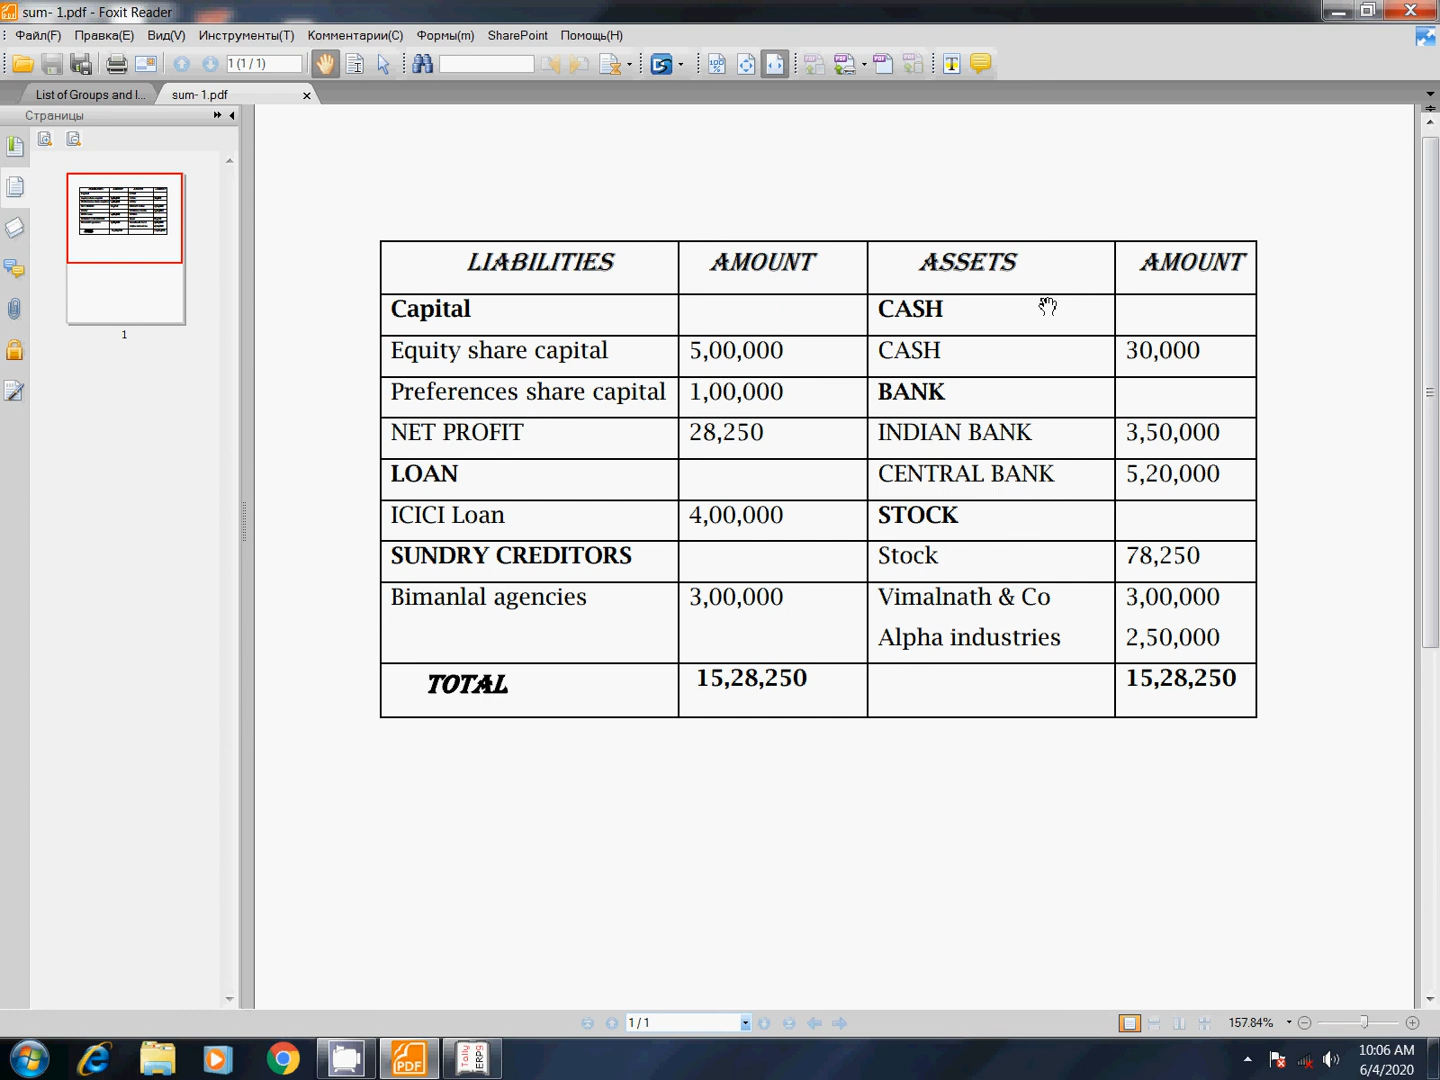 sum- 1.pdf - Foxit Reader
Файл(F) Правка(E) Вид(V) Инструменты(T) Комментарии(C) Формы(m) SharePoint Помощь(H)
1 (1 / 1)
List of Groups and l... sum- 1.pdf
Страницы
1
LIABILITIES AMOUNT ASSETS AMOUNT
Capital CASH
Equity share capital 5,00,000 CASH 30,000
Preferences share capital 1,00,000 BANK
NET PROFIT 28,250 INDIAN BANK 3,50,000
LOAN CENTRAL BANK 5,20,000
ICICI Loan 4,00,000 STOCK
SUNDRY CREDITORS Stock 78,250
Bimanlal agencies 3,00,000 Vimalnath & Co 3,00,000
Alpha industries 2,50,000
TOTAL 15,28,250 15,28,250
1 / 1 157.84%
PDF Tally ERP9 10:06 AM
6/4/2020